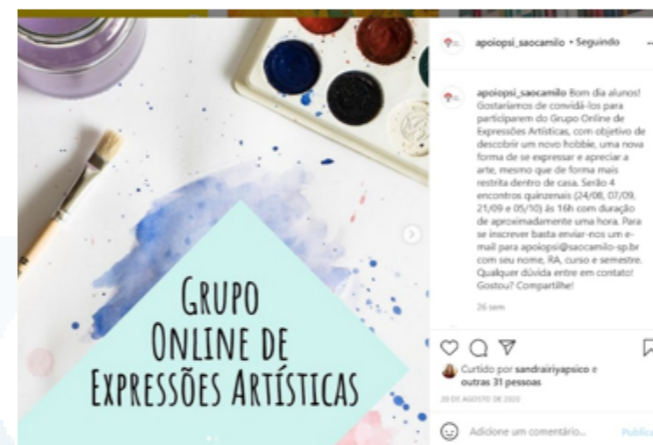 GRUPO
ONLINE DE
EXPRESSÕES ARTÍSTICAS
apoiopsi_saocamilo • Seguindo
apoiopsi_saocamilo Bom dia alunos!
Gostaríamos de convidá-los para
participarem do Grupo Online de
Expressões Artísticas, com objetivo de
descobrir um novo hobbie, uma nova
forma de se expressar e apreciar a
arte, mesmo que de forma mais
restrita dentro de casa. Serão 4
encontros quinzenais (24/08, 07/09,
21/09 e 05/10) às 16h com duração
de aproximadamente uma hora. Para
se inscrever basta enviar-nos um e-
mail para apoiopsi@saocamilo-sp.br
com seu nome, RA, curso e semestre.
Qualquer dúvida entre em contato!
Gostou? Compartilhe!
26 sem
Curtido por sandrairiyapsico e
outras 31 pessoas
DE AGOSTO DE 2020
Adicione um comentário...
Publica